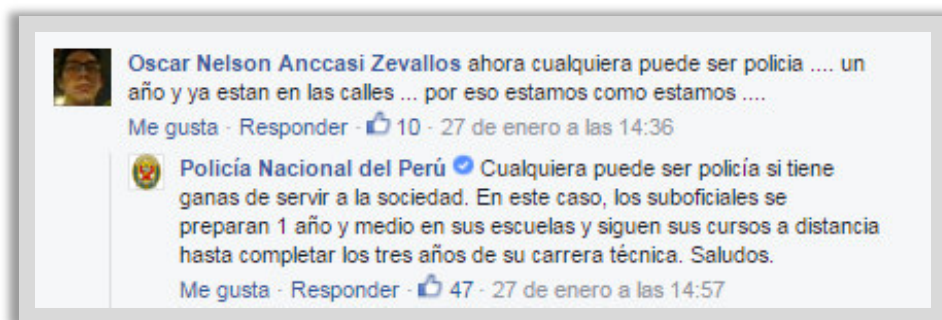 Oscar Nelson Anccasi Zevallos ahora cualquiera puede ser policia .... un
año y ya estan en las calles ... por eso estamos como estamos ....
Me gusta · Responder · 10 · 27 de enero a las 14:36
Policía Nacional del Perú Cualquiera puede ser policía si tiene
ganas de servir a la sociedad. En este caso, los suboficiales se
preparan 1 año y medio en sus escuelas y siguen sus cursos a distancia
hasta completar los tres años de su carrera técnica. Saludos.
Me gusta · Responder · 47 · 27 de enero a las 14:57